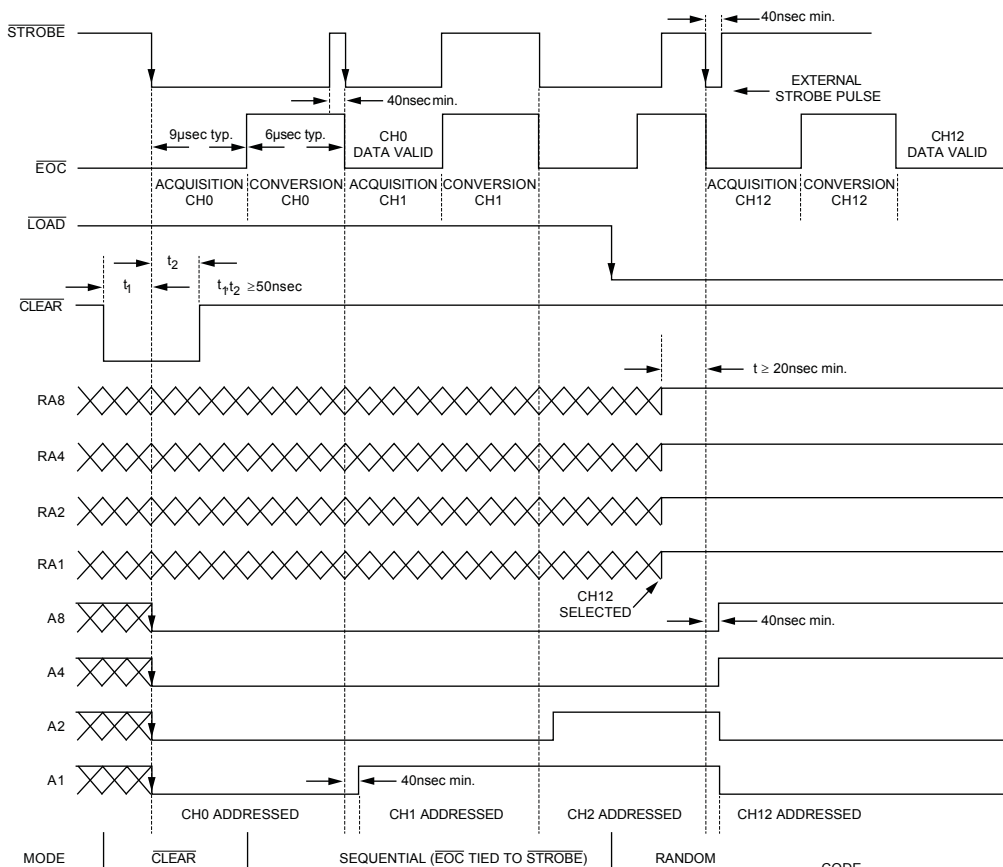 40nsec min.
STROBE
EXTERNAL
STROBE PULSE
40nsec min.
9µsec typ.
6µsec typ.
CH0
DATA VALID
CH12
DATA VALID
EOC
ACQUISITION
CH0
CONVERSION
CH0
ACQUISITION
CH1
CONVERSION
CH1
ACQUISITION
CH12
CONVERSION
CH12
LOAD
t2
t1
t1,t2 ≥50nsec
CLEAR
t ≥ 20nsec min.
RA8
RA4
RA2
RA1
CH12
SELECTED
A8
40nsec min.
A4
A2
A1
40nsec min.
CH0 ADDRESSED
CH1 ADDRESSED
CH2 ADDRESSED
CH12 ADDRESSED
MODE
CLEAR
SEQUENTIAL (EOC TIED TO STROBE)
RANDOM
CODE